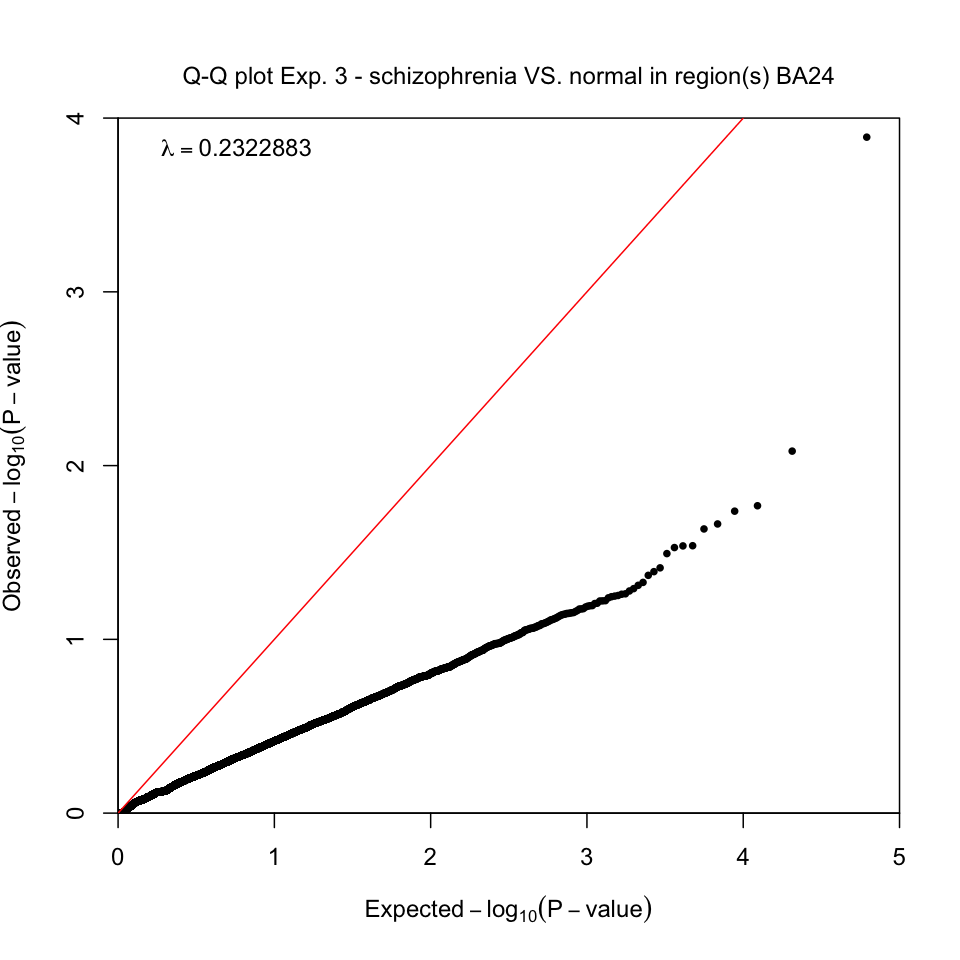 Q-Q plot Exp. 3 - schizophrenia VS. normal in region(s) BA24
λ = 0.2322883
4
3
2
1
0
Observed − log₁₀(P − value)
0 1 2 3 4 5
Expected − log₁₀(P − value)